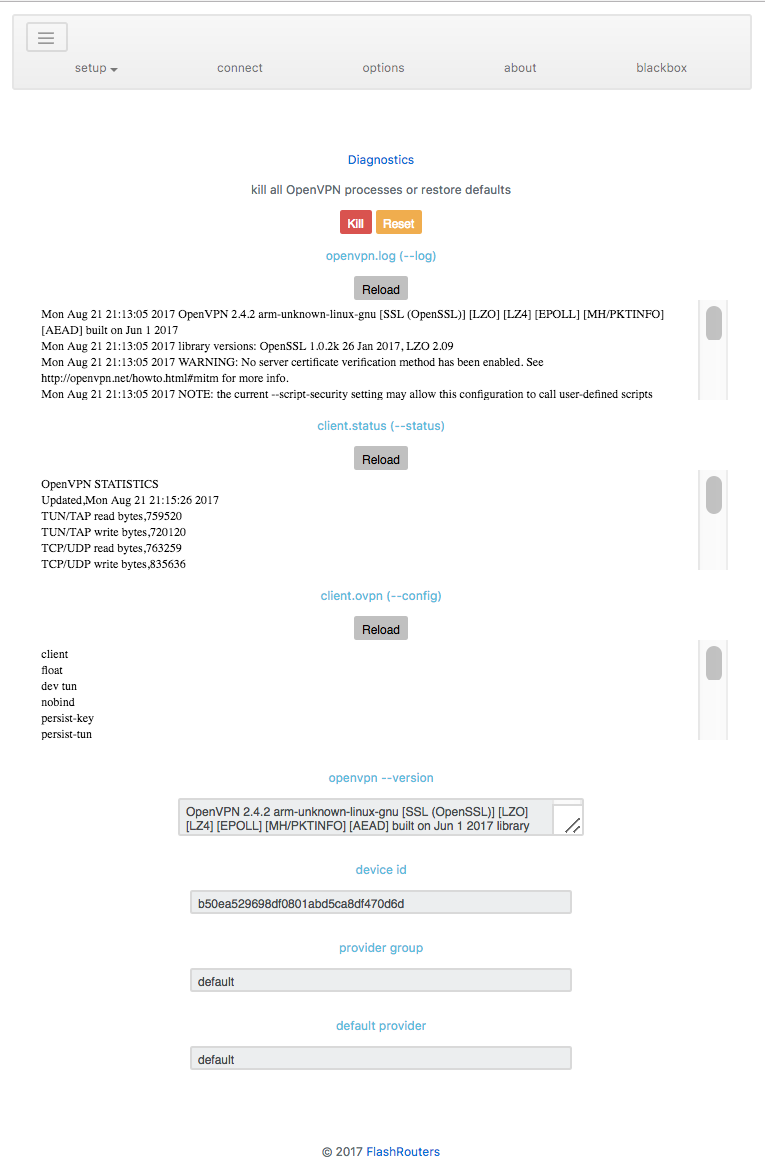 setup
connect
options
about
blackbox
Diagnostics
kill all OpenVPN processes or restore defaults
Kill Reset
openvpn.log (--log)
Reload
Mon Aug 21 21:13:05 2017 OpenVPN 2.4.2 arm-unknown-linux-gnu [SSL (OpenSSL)] [LZO] [LZ4] [EPOLL] [MH/PKTINFO]
[AEAD] built on Jun 1 2017
Mon Aug 21 21:13:05 2017 library versions: OpenSSL 1.0.2k 26 Jan 2017, LZO 2.09
Mon Aug 21 21:13:05 2017 WARNING: No server certificate verification method has been enabled. See
http://openvpn.net/howto.html#mitm for more info.
Mon Aug 21 21:13:05 2017 NOTE: the current --script-security setting may allow this configuration to call user-defined scripts
client.status (--status)
Reload
OpenVPN STATISTICS
Updated,Mon Aug 21 21:15:26 2017
TUN/TAP read bytes,759520
TUN/TAP write bytes,720120
TCP/UDP read bytes,763259
TCP/UDP write bytes,835636
client.ovpn (--config)
Reload
client
float
dev tun
nobind
persist-key
persist-tun
openvpn --version
OpenVPN 2.4.2 arm-unknown-linux-gnu [SSL (OpenSSL)] [LZO]
[LZ4] [EPOLL] [MH/PKTINFO] [AEAD] built on Jun 1 2017 library
device id
b50ea529698df0801abd5ca8df470d6d
provider group
default
default provider
default
© 2017 FlashRouters